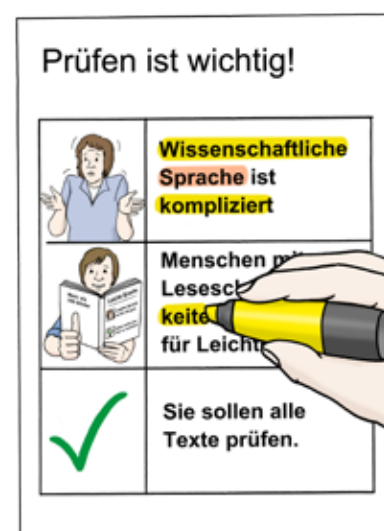 Prüfen ist wichtig!
Wissenschaftliche
Sprache ist
kompliziert
Menschen
für
Sie sollen alle
Texte prüfen.